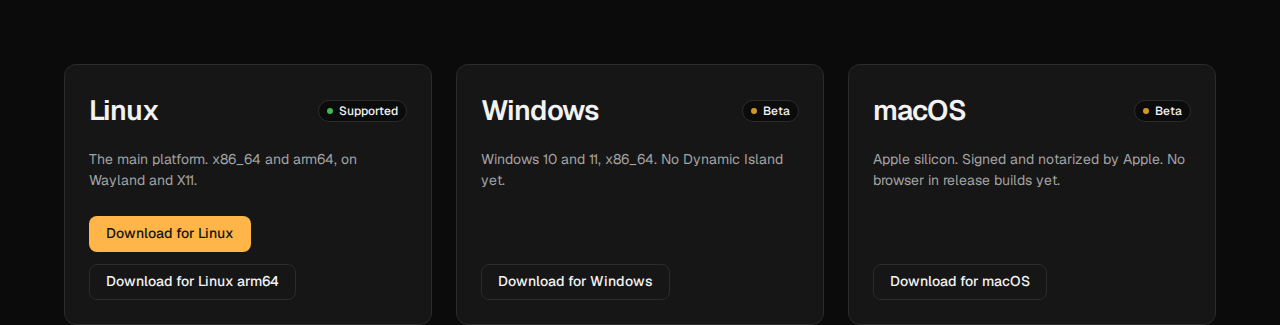 Linux
Supported
The main platform. x86_64 and arm64, on
Wayland and X11.
Download for Linux
Download for Linux arm64
Windows
Beta
Windows 10 and 11, x86_64. No Dynamic Island
yet.
Download for Windows
macOS
Beta
Apple silicon. Signed and notarized by Apple. No
browser in release builds yet.
Download for macOS